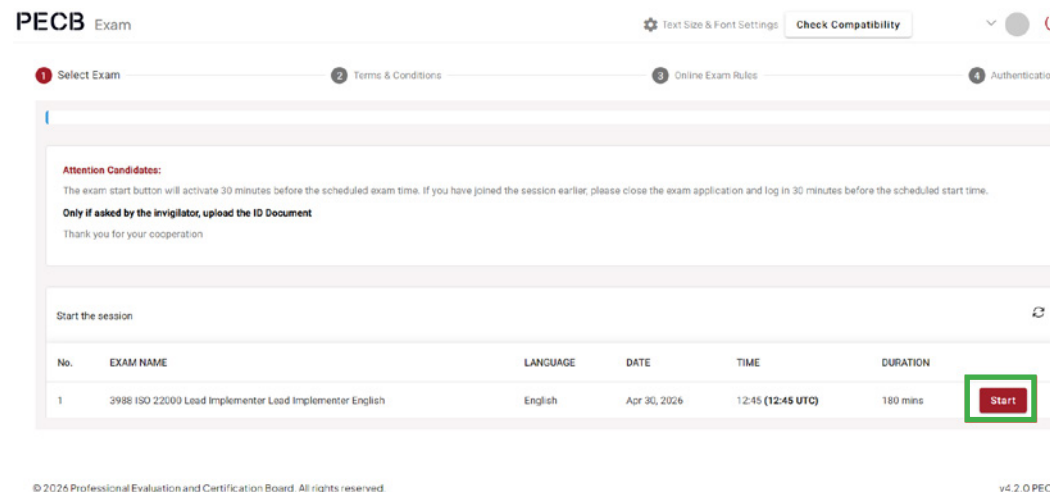 PECB Exam
Text Size & Font Settings
Check Compatibility
1 Select Exam
2 Terms & Conditions
3 Online Exam Rules
4 Authenticatio
Attention Candidates:
The exam start button will activate 30 minutes before the scheduled exam time. If you have joined the session earlier, please close the exam application and log in 30 minutes before the scheduled start time.
Only if asked by the invigilator, upload the ID Document
Thank you for your cooperation
Start the session
No. EXAM NAME LANGUAGE DATE TIME DURATION
1 3988 ISO 22000 Lead Implementer Lead Implementer English English Apr 30, 2026 12:45 (12:45 UTC) 180 mins Start
© 2026 Professional Evaluation and Certification Board. All rights reserved.
v4.2.0 PEC